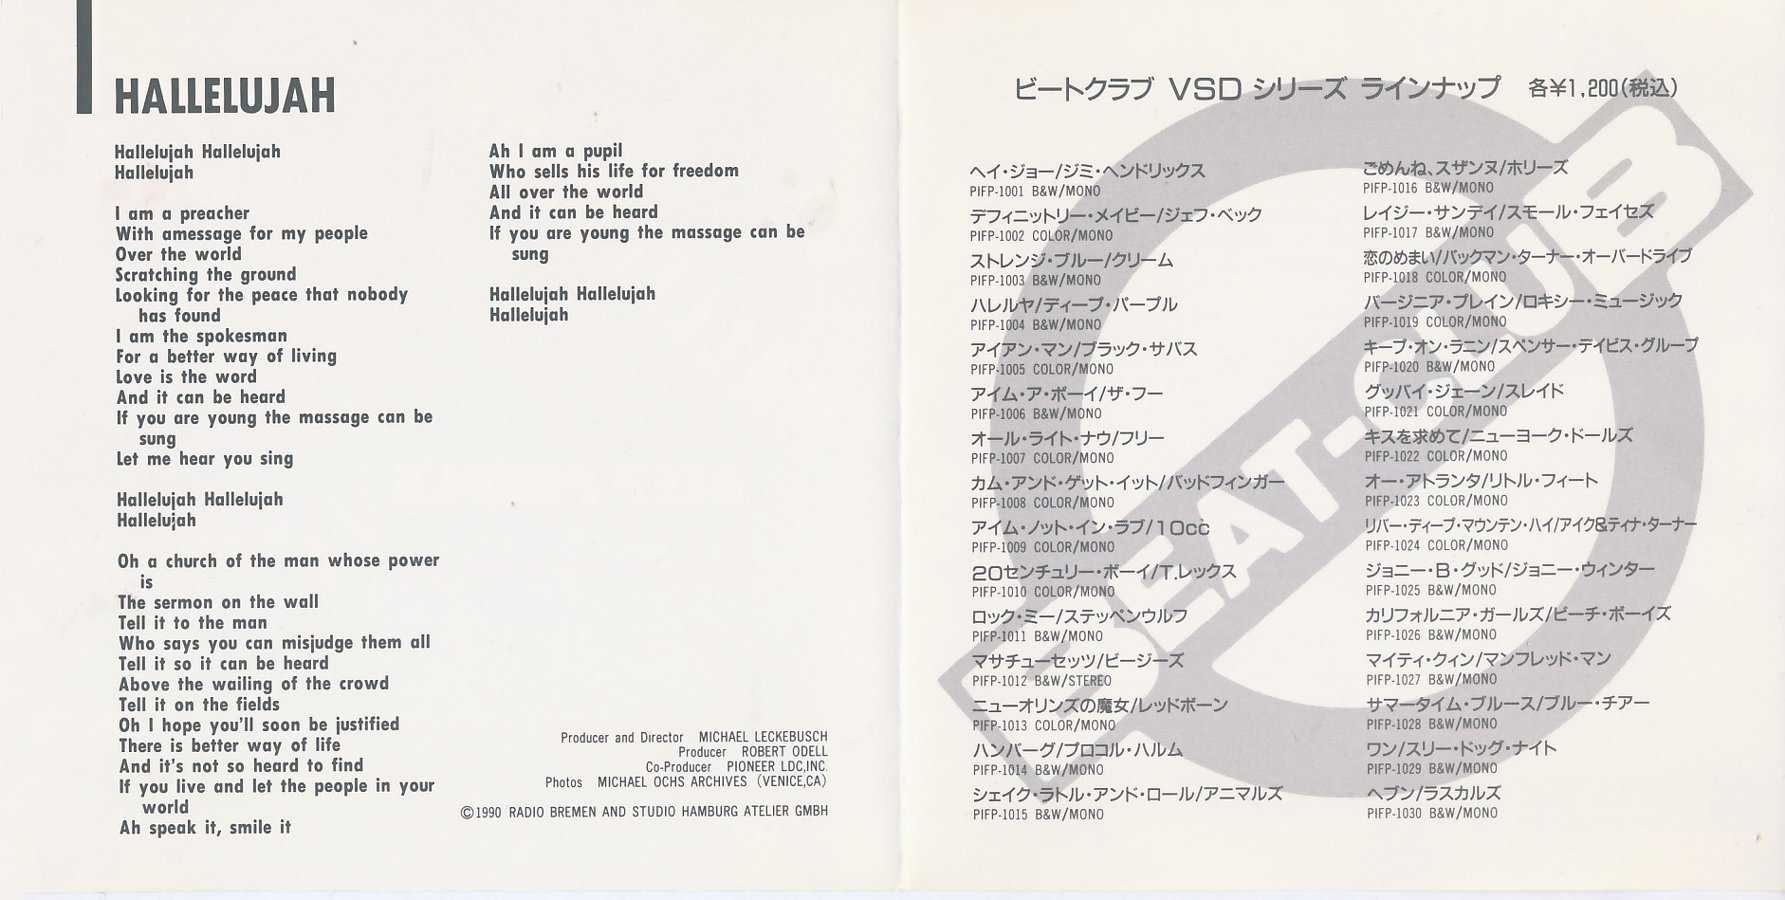 HALLELUJAH
Hallelujah Hallelujah
Hallelujah
I am a preacher
With amessage for my people
Over the world
Scratching the ground
Looking for the peace that nobody
has found
I am the spokesman
For a better way of living
Love is the word
And it can be heard
If you are young the massage can be
sung
Let me hear you sing
Hallelujah Hallelujah
Hallelujah
Oh a church of the man whose power
is
The sermon on the wall
Tell it to the man
Who says you can misjudge them all
Tell it so it can be heard
Above the wailing of the crowd
Tell it on the fields
Oh I hope you'll soon be justified
There is better way of life
And it's not so heard to find
If you live and let the people in your
world
Ah speak it, smile it
Ah I am a pupil
Who sells his life for freedom
All over the world
And it can be heard
If you are young the massage can be
sung
Hallelujah Hallelujah
Hallelujah
Producer and Director MICHAEL LECKEBUSCH
Producer ROBERT ODELL
Co-Producer PIONEER LDC,INC.
Photos MICHAEL OCHS ARCHIVES (VENICE,CA)
©1990 RADIO BREMEN AND STUDIO HAMBURG ATELIER GMBH
ビートクラブ VSD シリーズ ラインナップ 各¥1,200(税込)
ヘイ・ジョー/ジミ・ヘンドリックス
PIFP-1001 B&W/MONO
デフィニットリー・メイビー/ジェフ・ベック
PIFP-1002 COLOR/MONO
ストレンジ・ブルー/クリーム
PIFP-1003 B&W/MONO
ハレルヤ/ディープ・パープル
PIFP-1004 B&W/MONO
アイアン・マン/ブラック・サバス
PIFP-1005 COLOR/MONO
アイム・ア・ボーイ/ザ・フー
PIFP-1006 B&W/MONO
オール・ライト・ナウ/フリー
PIFP-1007 COLOR/MONO
カム・アンド・ゲット・イット/バッドフィンガー
PIFP-1008 COLOR/MONO
アイム・ノット・イン・ラブ/10cc
PIFP-1009 COLOR/MONO
20センチュリー・ボーイ/T.レックス
PIFP-1010 COLOR/MONO
ロック・ミー/ステッペンウルフ
PIFP-1011 B&W/MONO
マサチューセッツ/ビージーズ
PIFP-1012 B&W/STEREO
ニューオリンズの魔女/レッドボーン
PIFP-1013 COLOR/MONO
ハンバーグ/プロコル・ハルム
PIFP-1014 B&W/MONO
シェイク・ラトル・アンド・ロール/アニマルズ
PIFP-1015 B&W/MONO
ごめんね、スザンヌ/ホリーズ
PIFP-1016 B&W/MONO
レイジー・サンデイ/スモール・フェイセズ
PIFP-1017 B&W/MONO
恋のめまい/バックマン・ターナー・オーバードライブ
PIFP-1018 COLOR/MONO
バージニア・プレイン/ロキシー・ミュージック
PIFP-1019 COLOR/MONO
キープ・オン・ラニン/スペンサー・デイビス・グループ
PIFP-1020 B&W/MONO
グッバイ・ジェーン/スレイド
PIFP-1021 COLOR/MONO
キスを求めて/ニューヨーク・ドールズ
PIFP-1022 COLOR/MONO
オー・アトランタ/リトル・フィート
PIFP-1023 COLOR/MONO
リバー・ディープ・マウンテン・ハイ/アイク&ティナ・ターナー
PIFP-1024 COLOR/MONO
ジョニー・B・グッド/ジョニー・ウィンター
PIFP-1025 B&W/MONO
カリフォルニア・ガールズ/ビーチ・ボーイズ
PIFP-1026 B&W/MONO
マイティ・クィン/マンフレッド・マン
PIFP-1027 B&W/MONO
サマータイム・ブルース/ブルー・チアー
PIFP-1028 B&W/MONO
ワン/スリー・ドッグ・ナイト
PIFP-1029 B&W/MONO
ヘブン/ラスカルズ
PIFP-1030 B&W/MONO
BEAT-CLUB